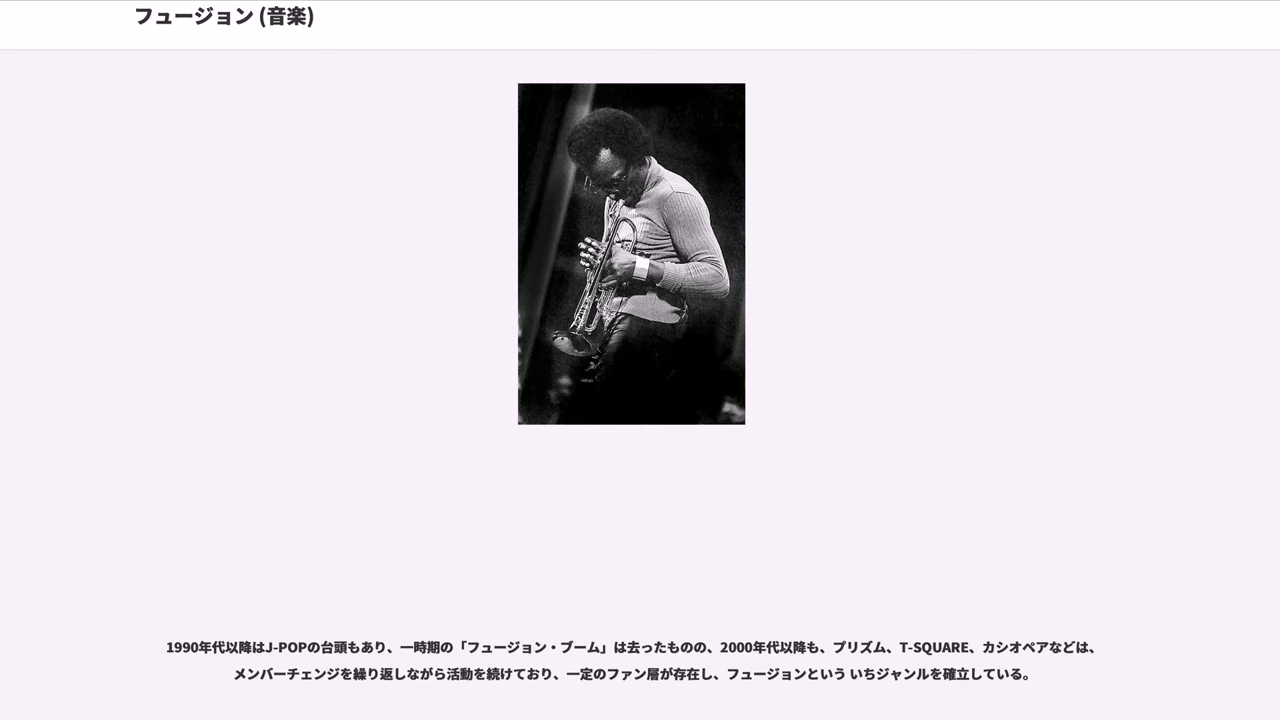 フュージョン (音楽)
1990年代以降はJ-POPの台頭もあり、一時期の「フュージョン・ブーム」は去ったものの、2000年代以降も、プリズム、T-SQUARE、カシオペアなどは、
メンバーチェンジを繰り返しながら活動を続けており、一定のファン層が存在し、フュージョンという いちジャンルを確立している。